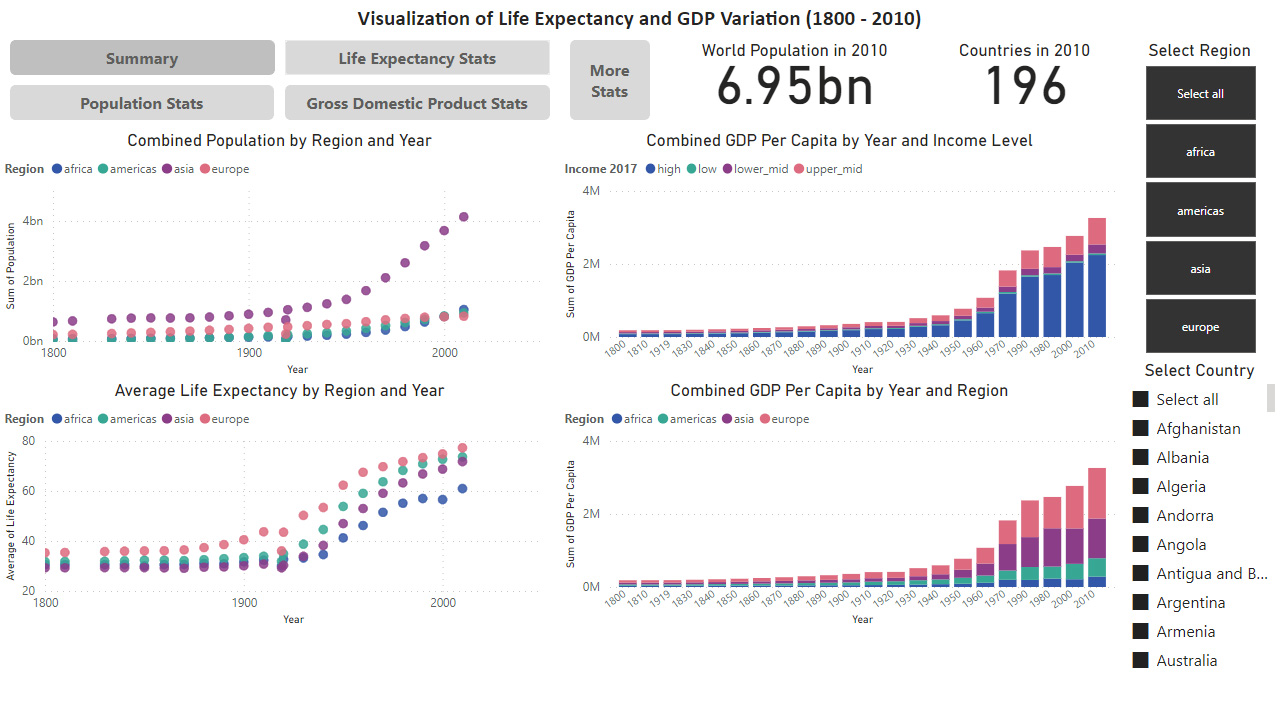 Visualization of Life Expectancy and GDP Variation (1800 - 2010)
Summary
Life Expectancy Stats
Population Stats
Gross Domestic Product Stats
More
Stats
World Population in 2010
6.95bn
Countries in 2010
196
Select Region
Select all
africa
americas
asia
europe
Combined Population by Region and Year
Region africa americas asia europe
Sum of Population
4bn
2bn
0bn
1800 1900 2000
Year
Combined GDP Per Capita by Year and Income Level
Income 2017 high low lower_mid upper_mid
Sum of GDP Per Capita
4M
2M
0M
1800 1810 1919 1830 1840 1850 1860 1870 1880 1890 1900 1910 1920 1930 1940 1950 1960 1970 1990 1980 2000 2010
Year
Average Life Expectancy by Region and Year
Region africa americas asia europe
Average of Life Expectancy
80
60
40
20
1800 1900 2000
Year
Combined GDP Per Capita by Year and Region
Region africa americas asia europe
Sum of GDP Per Capita
4M
2M
0M
1800 1810 1919 1830 1840 1850 1860 1870 1880 1890 1900 1910 1920 1930 1940 1950 1960 1970 1990 1980 2000 2010
Year
Select Country
Select all
Afghanistan
Albania
Algeria
Andorra
Angola
Antigua and B...
Argentina
Armenia
Australia